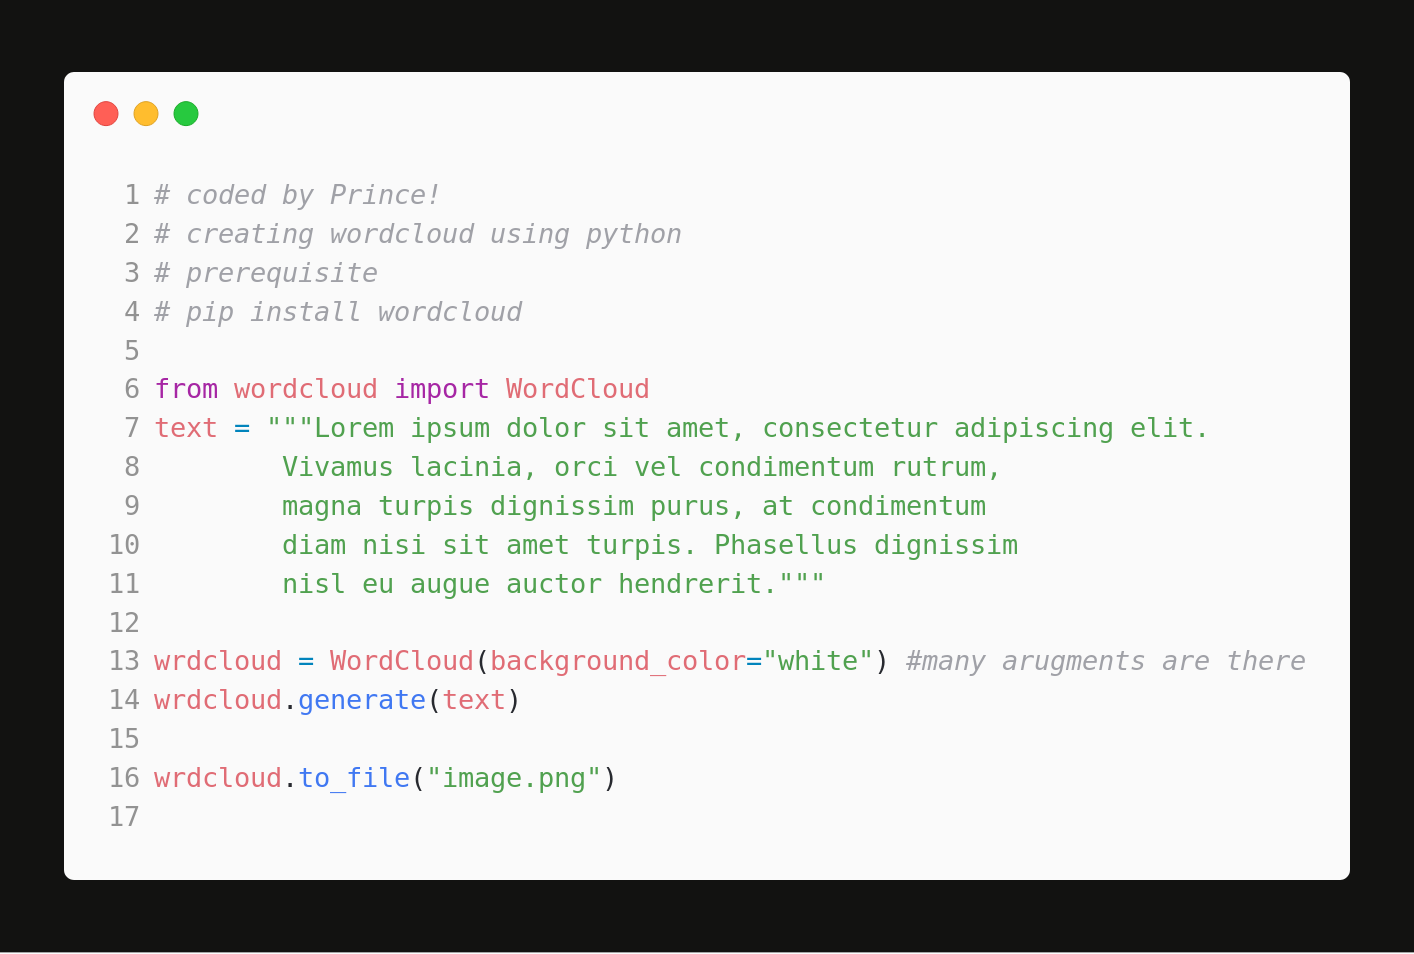 1 # coded by Prince!
2 # creating wordcloud using python
3 # prerequisite
4 # pip install wordcloud
5
6 from wordcloud import WordCloud
7 text = """Lorem ipsum dolor sit amet, consectetur adipiscing elit.
8         Vivamus lacinia, orci vel condimentum rutrum,
9         magna turpis dignissim purus, at condimentum
10         diam nisi sit amet turpis. Phasellus dignissim
11         nisl eu augue auctor hendrerit."""
12
13 wrdcloud = WordCloud(background_color="white") #many arugments are there
14 wrdcloud.generate(text)
15
16 wrdcloud.to_file("image.png")
17